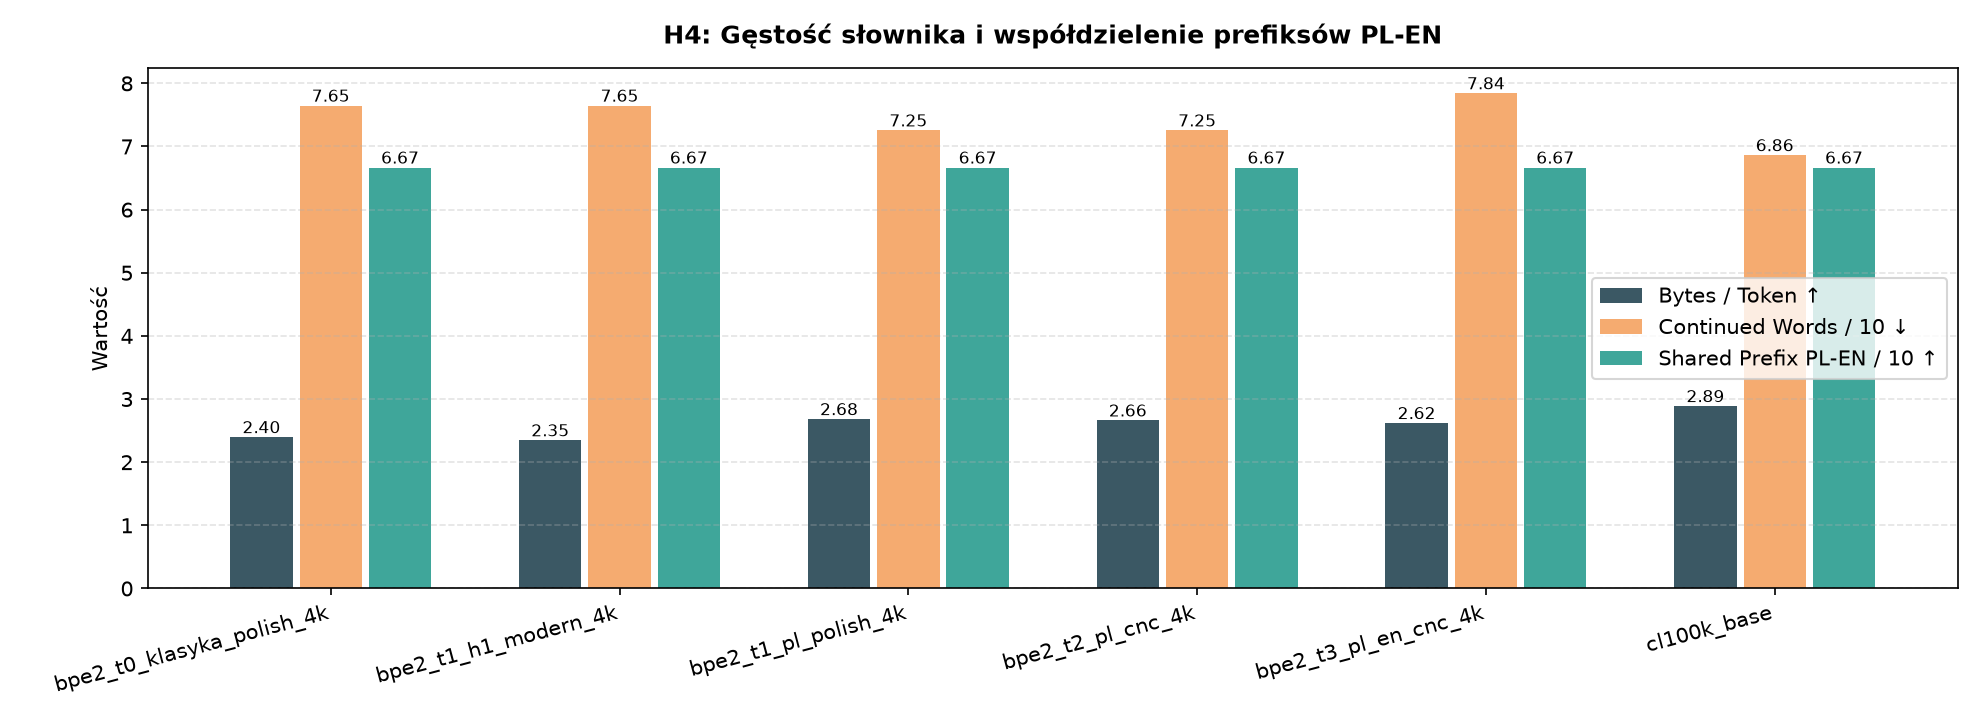 H4: Gęstość słownika i współdzielenie prefiksów PL-EN
Wartość
8
7
6
5
4
3
2
1
0
2.40
7.65
6.67
2.35
7.65
6.67
2.68
7.25
6.67
2.66
7.25
6.67
2.62
7.84
6.67
2.89
6.86
6.67
Bytes / Token ↑
Continued Words / 10 ↓
Shared Prefix PL-EN / 10 ↑
bpe2_t0_klasyka_polish_4k
bpe2_t1_h1_modern_4k
bpe2_t1_pl_polish_4k
bpe2_t2_pl_cnc_4k
bpe2_t3_pl_en_cnc_4k
cl100k_base